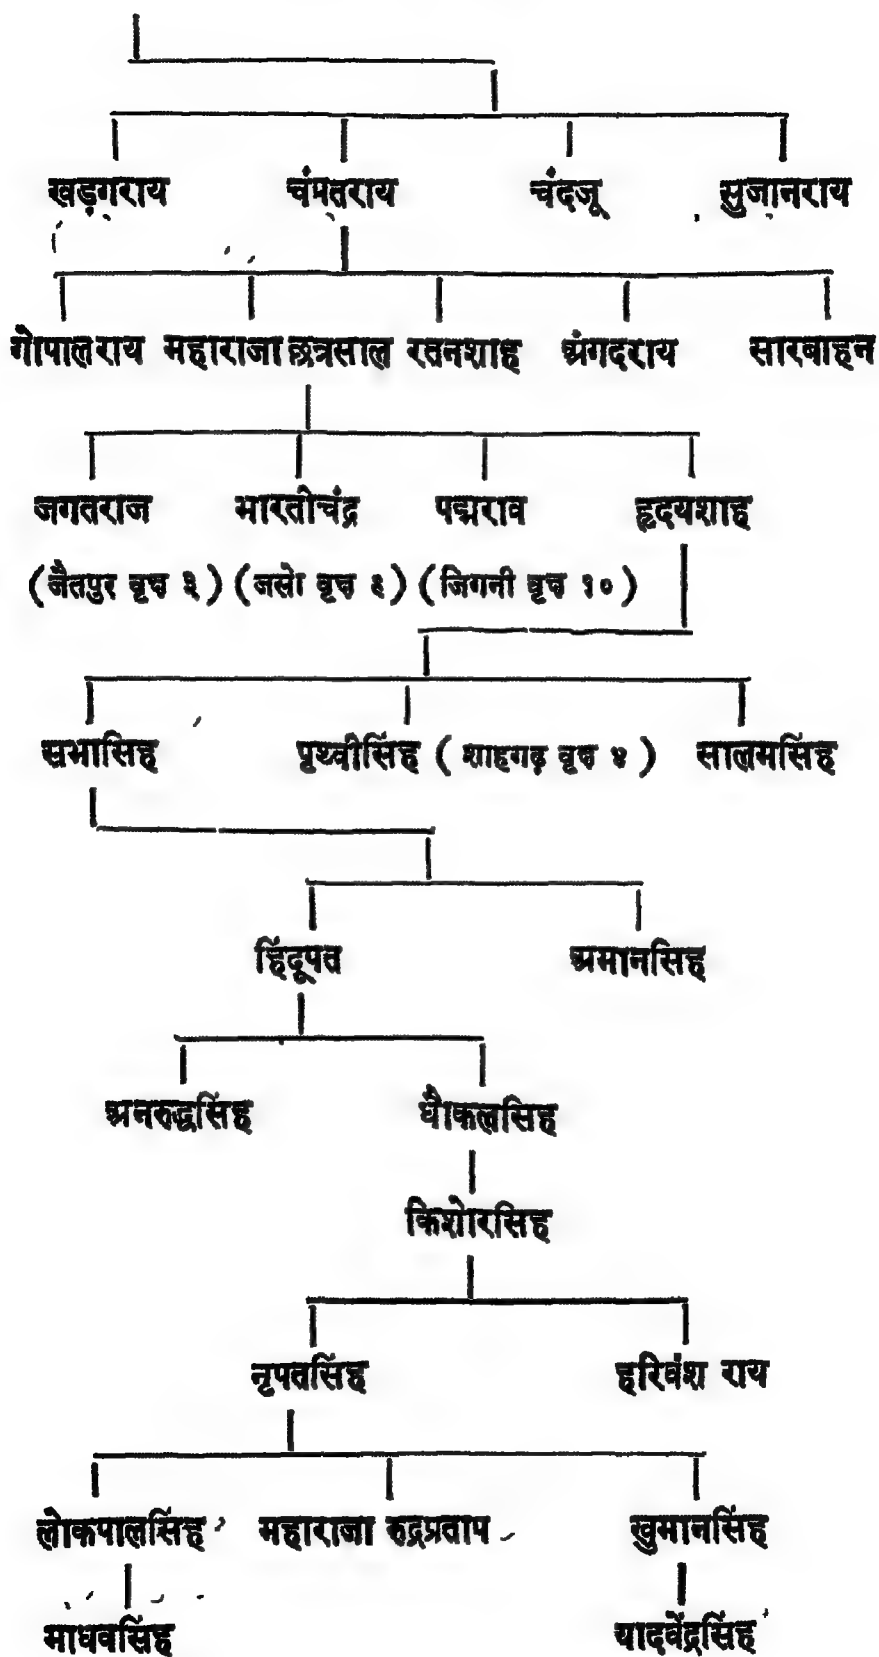 खड़गराय चंपतराय चंदजू सुजानराय
गोपालराय महाराजा छत्रसाल रतनशाह अंगदराय सारबाहन
जगतराज भारतीचंद्र पद्मराव हृदयशाह
(जैतपुर वृक्ष ३) (जसो वृक्ष ६) (जिगनी वृक्ष १०)
सभासिंह पृथ्वीसिंह ( शाहगढ़ वृक्ष ४ ) सालमसिंह
हिंदूपत अमानसिंह
अनरुद्धसिंह धौकलसिंह
किशोरसिंह
नृपतसिंह हरिवंश राय
लोकपालसिंह महाराजा रुद्रप्रताप खुमानसिंह
माधवसिंह यादवेंद्रसिंह